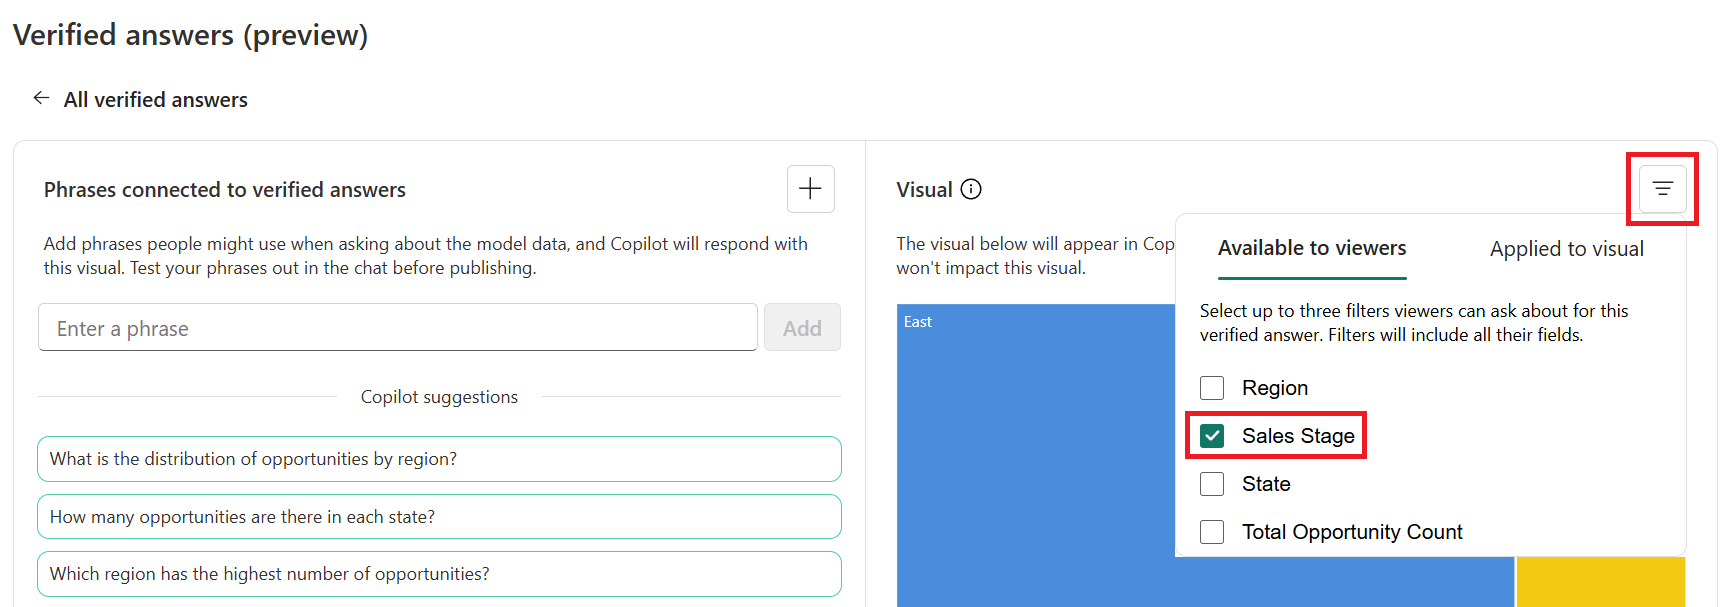 Verified answers (preview)
All verified answers
Phrases connected to verified answers
Add phrases people might use when asking about the model data, and Copilot will respond with
this visual. Test your phrases out in the chat before publishing.
Enter a phrase
Add
Copilot suggestions
What is the distribution of opportunities by region?
How many opportunities are there in each state?
Which region has the highest number of opportunities?
Visual
The visual below will appear in Cop
won't impact this visual.
East
Available to viewers
Applied to visual
Select up to three filters viewers can ask about for this
verified answer. Filters will include all their fields.
Region
Sales Stage
State
Total Opportunity Count